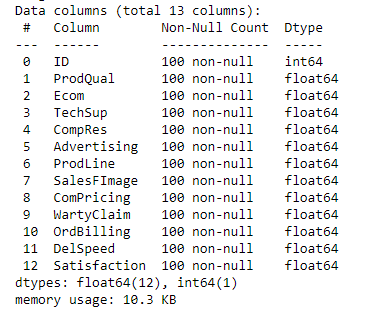 Data columns (total 13 columns):
 #   Column        Non-Null Count  Dtype
---  ------        --------------  -----
 0   ID            100 non-null    int64
 1   ProdQual      100 non-null    float64
 2   Ecom          100 non-null    float64
 3   TechSup       100 non-null    float64
 4   CompRes       100 non-null    float64
 5   Advertising   100 non-null    float64
 6   ProdLine      100 non-null    float64
 7   SalesFImage   100 non-null    float64
 8   ComPricing    100 non-null    float64
 9   WartyClaim    100 non-null    float64
 10  OrdBilling    100 non-null    float64
 11  DelSpeed      100 non-null    float64
 12  Satisfaction  100 non-null    float64
dtypes: float64(12), int64(1)
memory usage: 10.3 KB